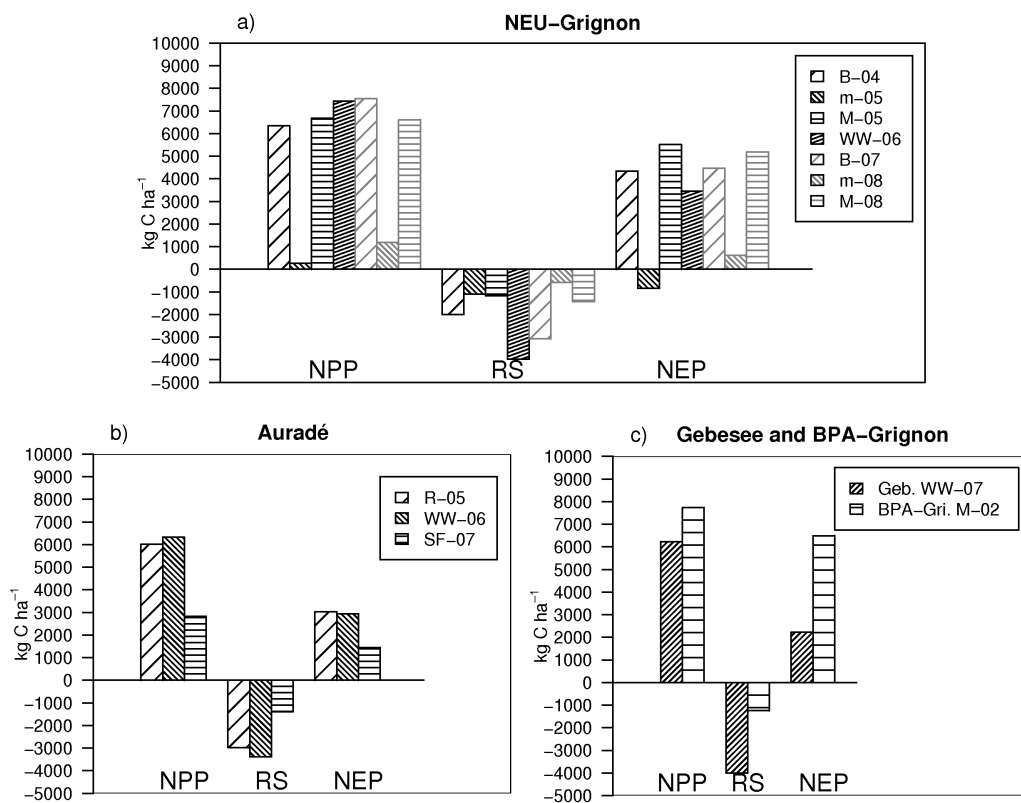 a) NEU−Grignon
10000
9000
8000
7000
6000
5000
4000
3000
2000
1000
0
−1000
−2000
−3000
−4000
−5000
kg C ha−1
B−04
m−05
M−05
WW−06
B−07
m−08
M−08
NPP RS NEP
b) Auradé
10000
9000
8000
7000
6000
5000
4000
3000
2000
1000
0
−1000
−2000
−3000
−4000
−5000
kg C ha−1
R−05
WW−06
SF−07
NPP RS NEP
c) Gebesee and BPA−Grignon
10000
9000
8000
7000
6000
5000
4000
3000
2000
1000
0
−1000
−2000
−3000
−4000
−5000
kg C ha−1
Geb. WW−07
BPA−Gri. M−02
NPP RS NEP